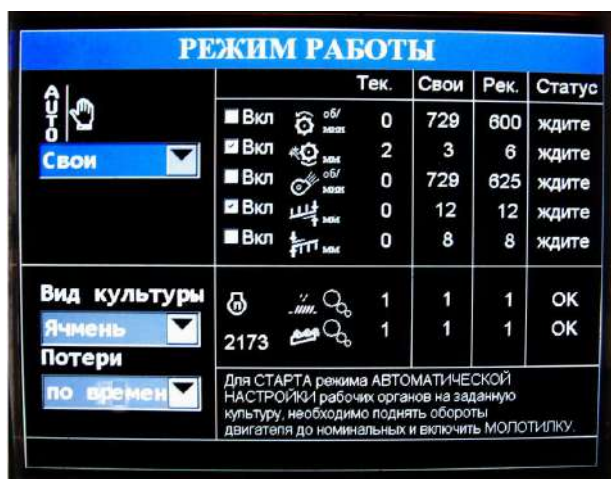 РЕЖИМ РАБОТЫ
Тек. Свои Рек. Статус
AUTO
Свои
Вкл об/мин 0 729 600 ждите
Вкл мм 2 3 6 ждите
Вкл об/мин 0 729 625 ждите
Вкл мм 0 12 12 ждите
Вкл мм 0 8 8 ждите
Вид культуры
Ячмень
Потери
по времен
n 1 1 1 OK
2173 1 1 1 OK
Для СТАРТА режима АВТОМАТИЧЕСКОЙ
НАСТРОЙКИ рабочих органов на заданную
культуру, необходимо поднять обороты
двигателя до номинальных и включить МОЛОТИЛКУ.